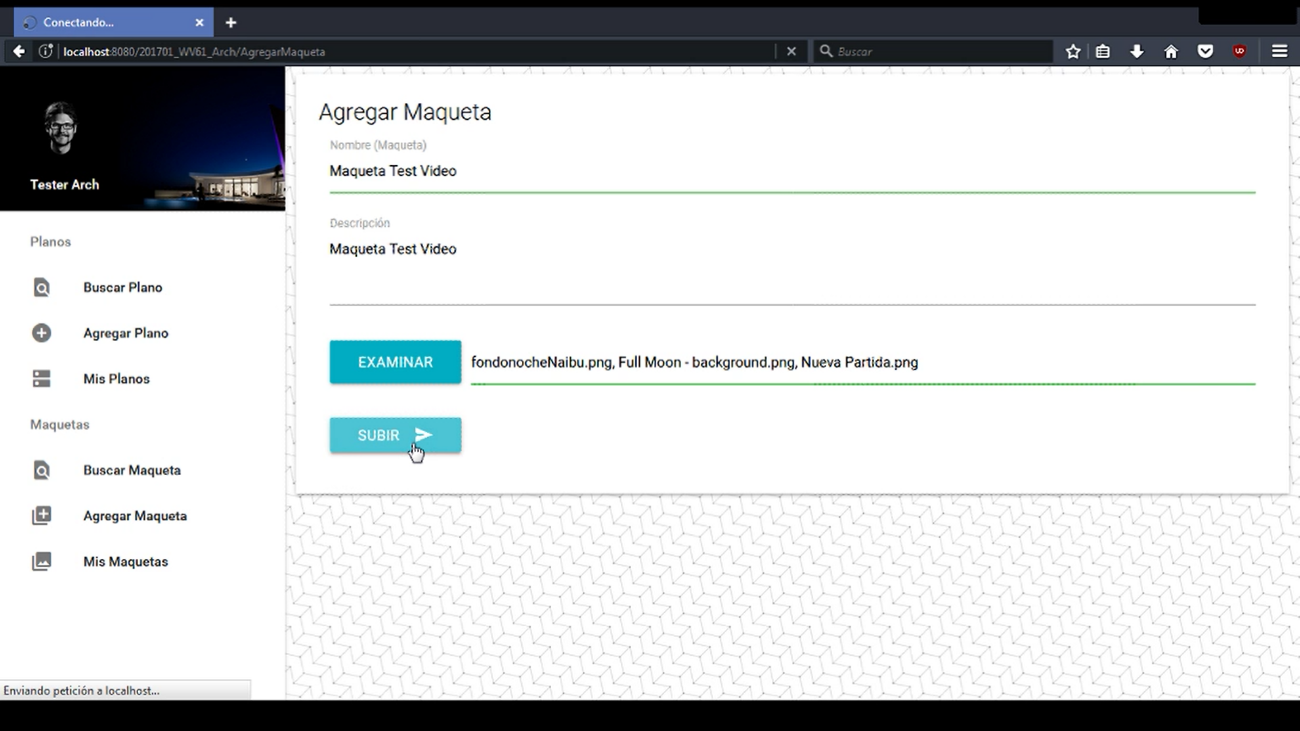 Conectando...
localhost:8080/201701_WV61_Arch/AgregarMaqueta
Buscar
Tester Arch
Planos
Buscar Plano
Agregar Plano
Mis Planos
Maquetas
Buscar Maqueta
Agregar Maqueta
Mis Maquetas
Agregar Maqueta
Nombre (Maqueta)
Maqueta Test Video
Descripción
Maqueta Test Video
EXAMINAR fondonocheNaibu.png, Full Moon - background.png, Nueva Partida.png
SUBIR
Enviando petición a localhost...